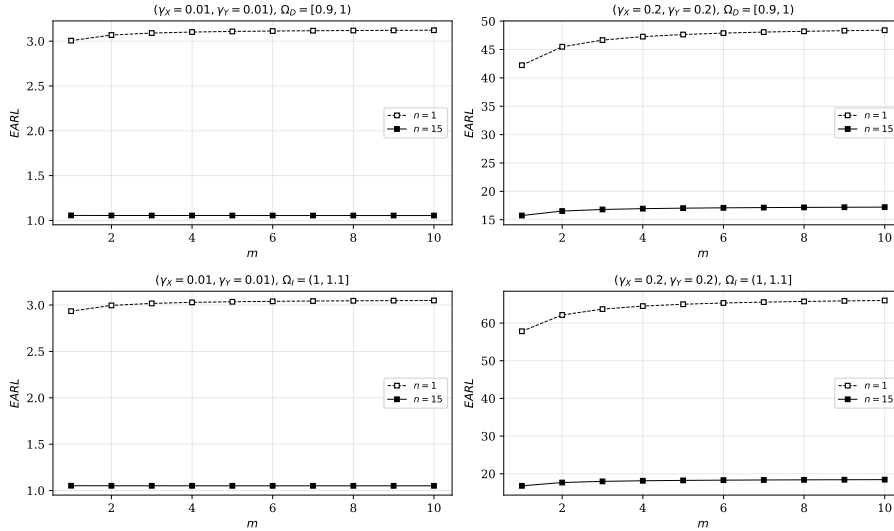 (γX = 0.01, γY = 0.01), ΩD = [0.9, 1)
3.0
2.5
2.0
1.5
1.0
EARL
n = 1
n = 15
2 4 6 8 10
m
(γX = 0.2, γY = 0.2), ΩD = [0.9, 1)
50
45
40
35
30
25
20
15
EARL
n = 1
n = 15
2 4 6 8 10
m
(γX = 0.01, γY = 0.01), ΩI = (1, 1.1]
3.0
2.5
2.0
1.5
1.0
EARL
n = 1
n = 15
2 4 6 8 10
m
(γX = 0.2, γY = 0.2), ΩI = (1, 1.1]
60
50
40
30
20
EARL
n = 1
n = 15
2 4 6 8 10
m